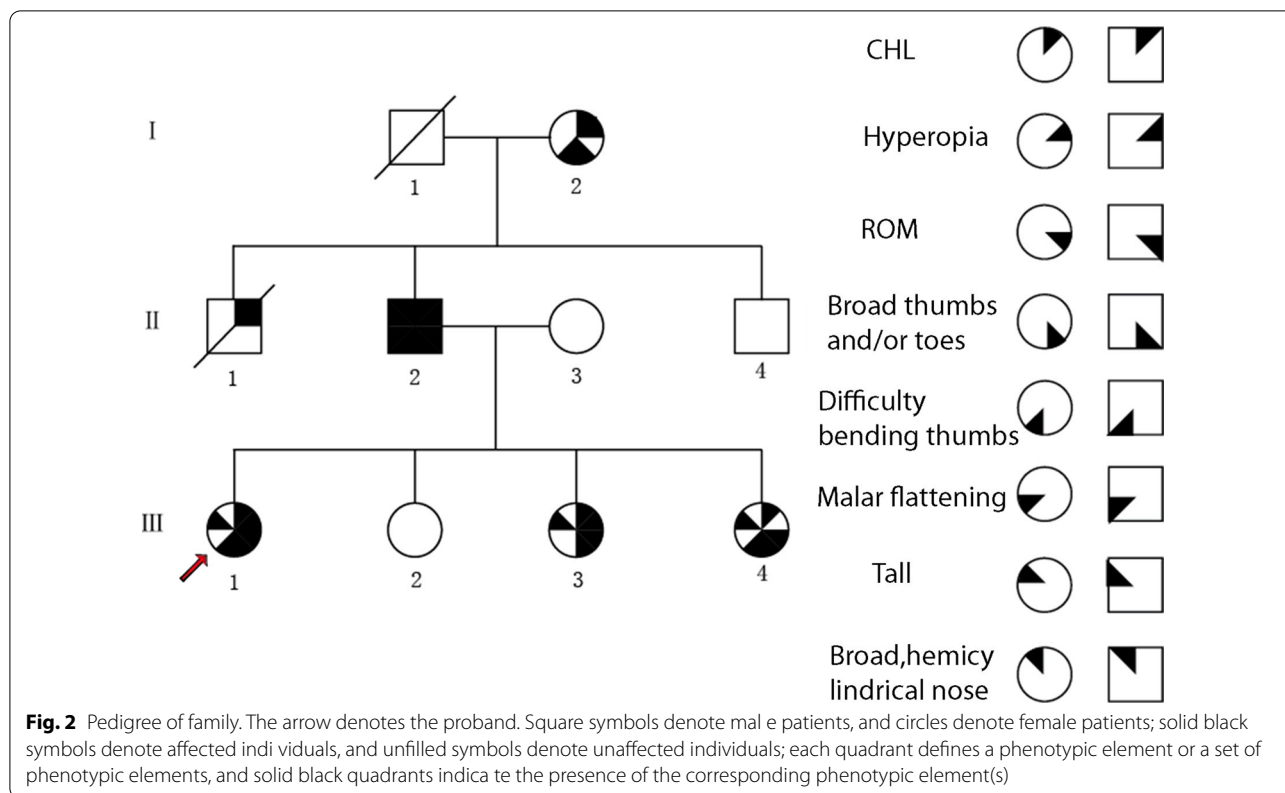 CHL
I
Hyperopia
1
2
ROM
Broad thumbs
and/or toes
II
1
2
3
4
Difficulty
bending thumbs
Malar flattening
III
1
2
3
4
Tall
Broad,hemicy
lindrical nose
Fig. 2 Pedigree of family. The arrow denotes the proband. Square symbols denote mal e patients, and circles denote female patients; solid black
symbols denote affected indi viduals, and unfilled symbols denote unaffected individuals; each quadrant defines a phenotypic element or a set of
phenotypic elements, and solid black quadrants indica te the presence of the corresponding phenotypic element(s)